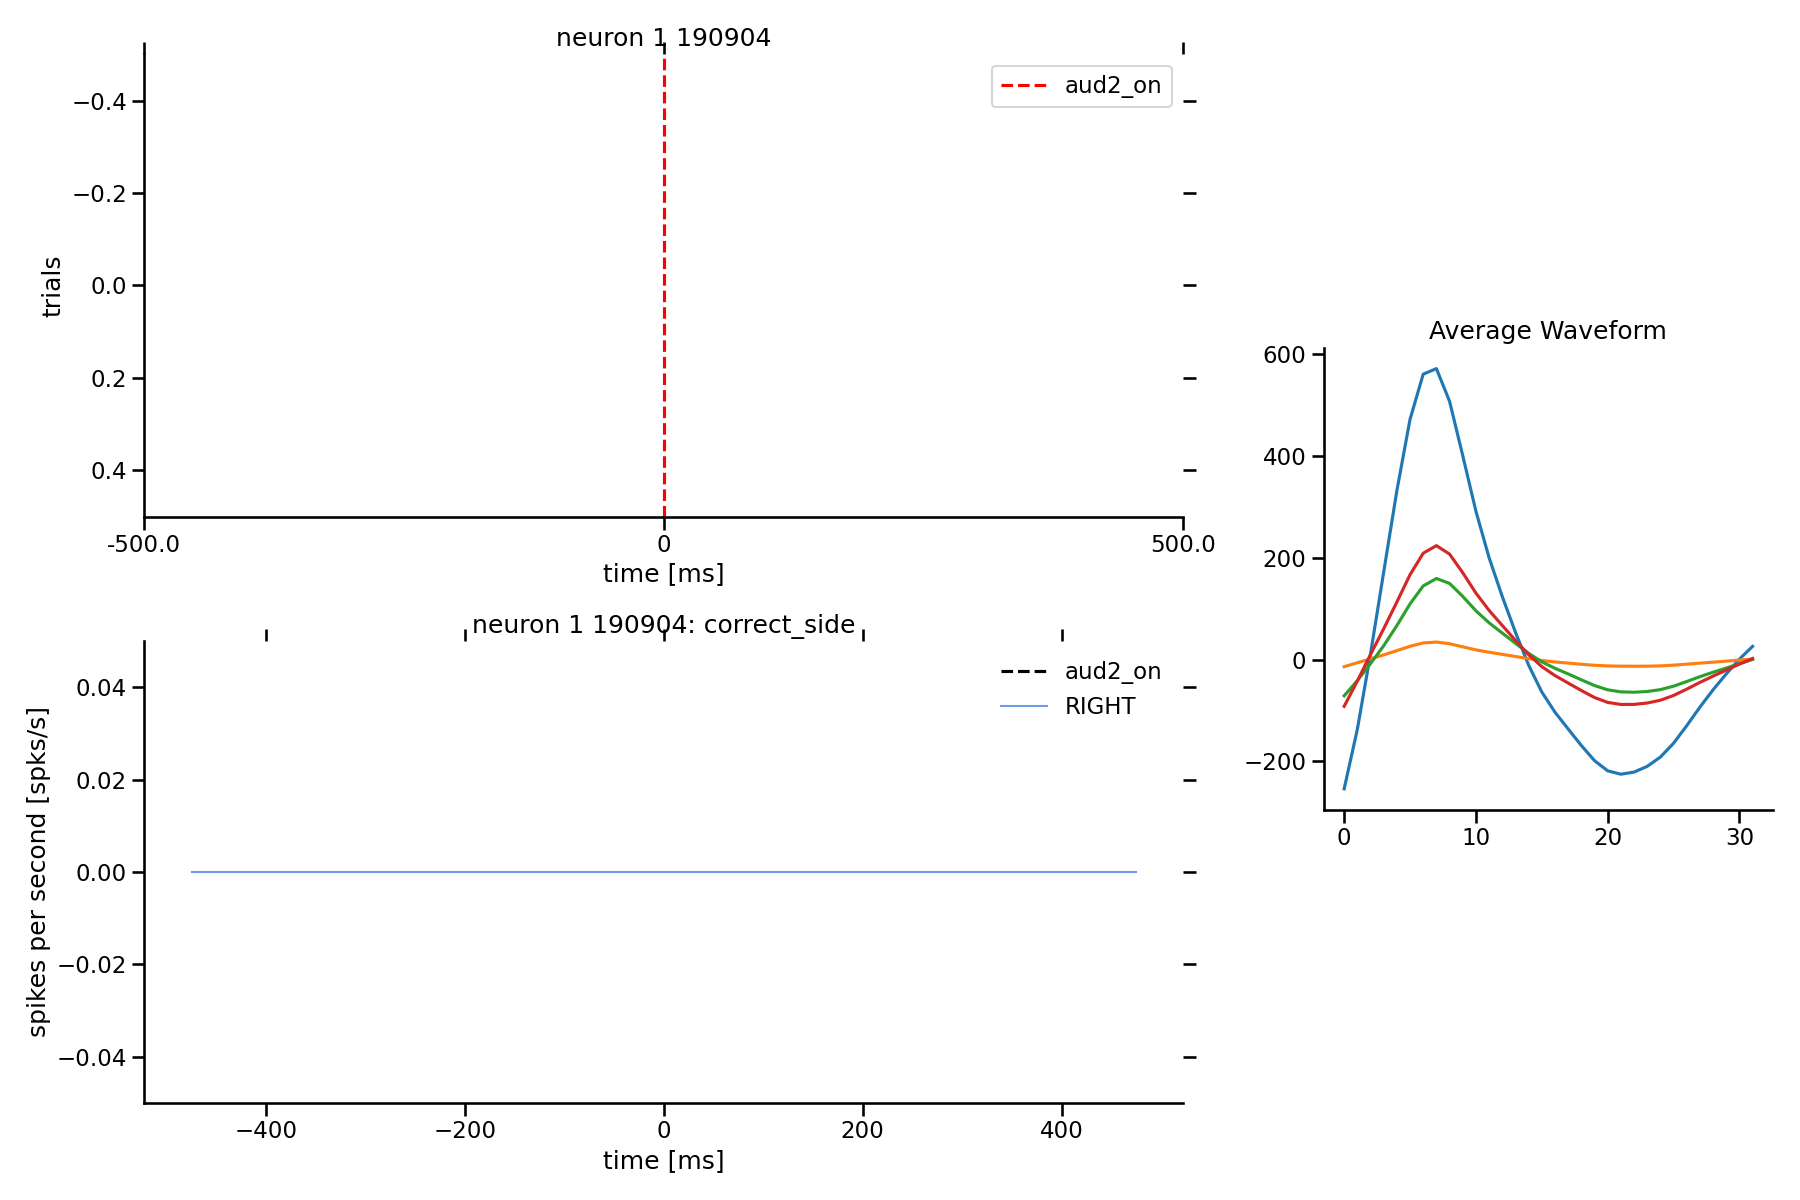 neuron 1 190904
aud2_on
−0.4
−0.2
0.0
0.2
0.4
trials
-500.0 0 500.0
time [ms]
neuron 1 190904: correct_side
aud2_on
RIGHT
0.04
0.02
0.00
−0.02
−0.04
spikes per second [spks/s]
−400 −200 0 200 400
time [ms]
Average Waveform
600
400
200
0
−200
0 10 20 30